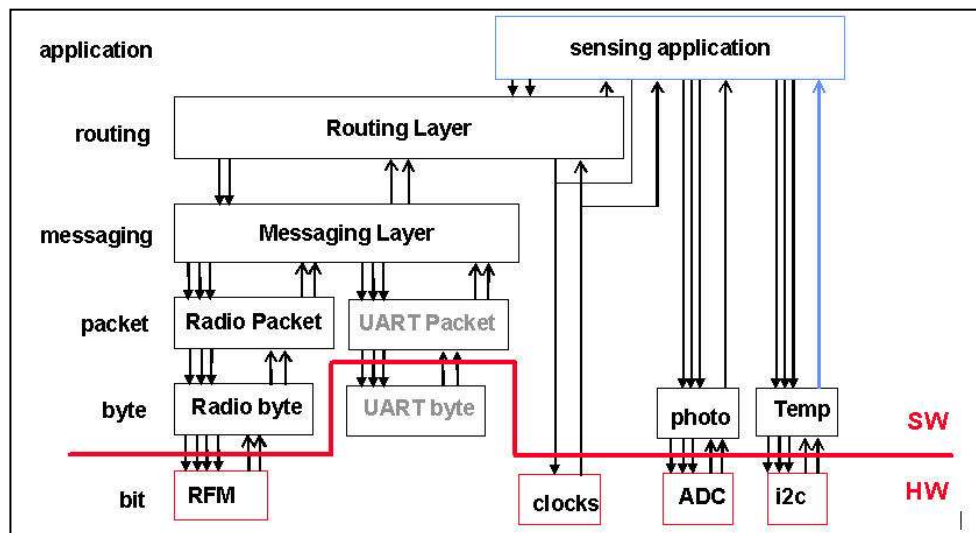 application
sensing application
routing
Routing Layer
messaging
Messaging Layer
packet
Radio Packet
UART Packet
byte
Radio byte
UART byte
photo
Temp
SW
bit
RFM
clocks
ADC
i2c
HW